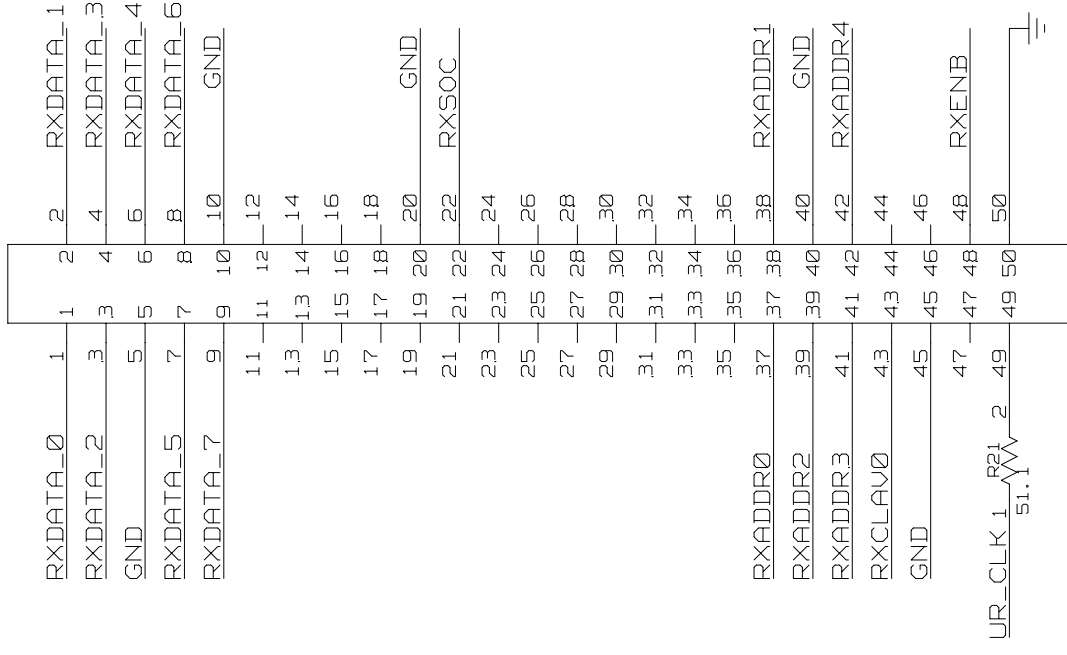 RXDATA_0 1 1 2 2 RXDATA_1
RXDATA_2 3 3 4 4 RXDATA_3
GND 5 5 6 6 RXDATA_4
RXDATA_5 7 7 8 8 RXDATA_6
RXDATA_7 9 9 10 10 GND
11 11 12 12
13 13 14 14
15 15 16 16
17 17 18 18
19 19 20 20 GND
21 21 22 22 RXSOC
23 23 24 24
25 25 26 26
27 27 28 28
29 29 30 30
31 31 32 32
33 33 34 34
35 35 36 36
RXADDR0 37 37 38 38 RXADDR1
RXADDR2 39 39 40 40 GND
RXADDR3 41 41 42 42 RXADDR4
RXCLAV0 43 43 44 44
GND 45 45 46 46
47 47 48 48 RXENB
UR_CLK 1 R21 2 49 49 50 50
51.1